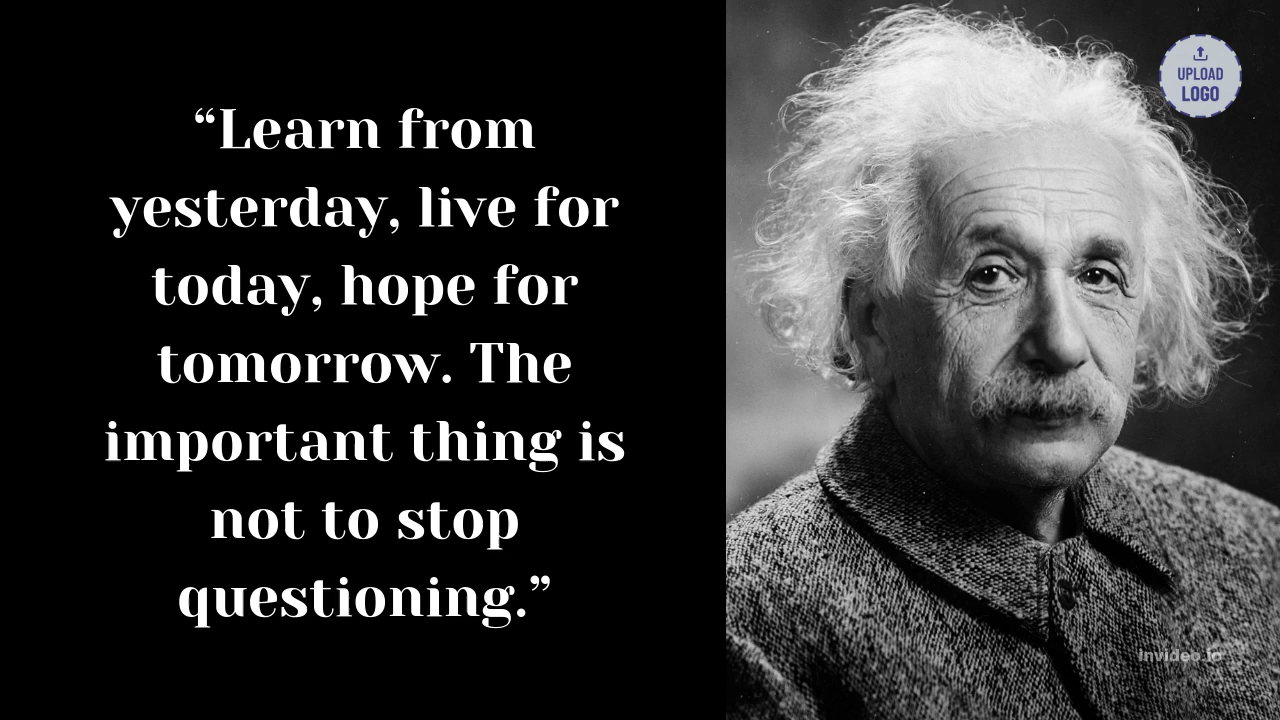 “Learn from
yesterday, live for
today, hope for
tomorrow. The
important thing is
not to stop
questioning.”
UPLOAD
LOGO
invideo.io